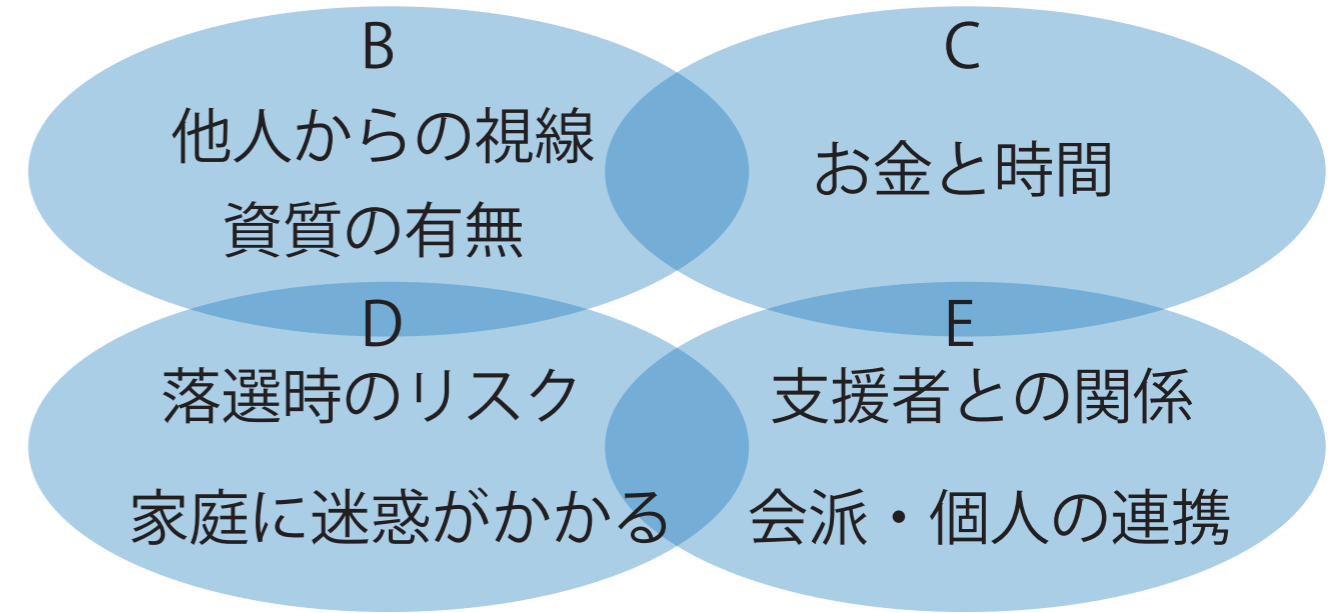 B
他人からの視線
資質の有無
C
お金と時間
D
落選時のリスク
家庭に迷惑がかかる
E
支援者との関係
会派・個人の連携